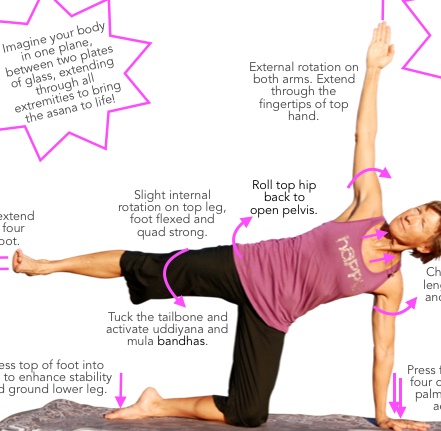 Imagine your body
in one plane,
between two plates
of glass, extending
through all
extremities to bring
the asana to life!
External rotation on
both arms. Extend
through the
fingertips of top
hand.
Slight internal
rotation on top leg,
foot flexed and
quad strong.
Roll top hip
back to
open pelvis.
extend
four
oot.
happy
Ch
leng
and
Tuck the tailbone and
activate uddiyana and
mula bandhas.
ess top of foot into
to enhance stability
d ground lower leg.
Press f
four c
palm
a